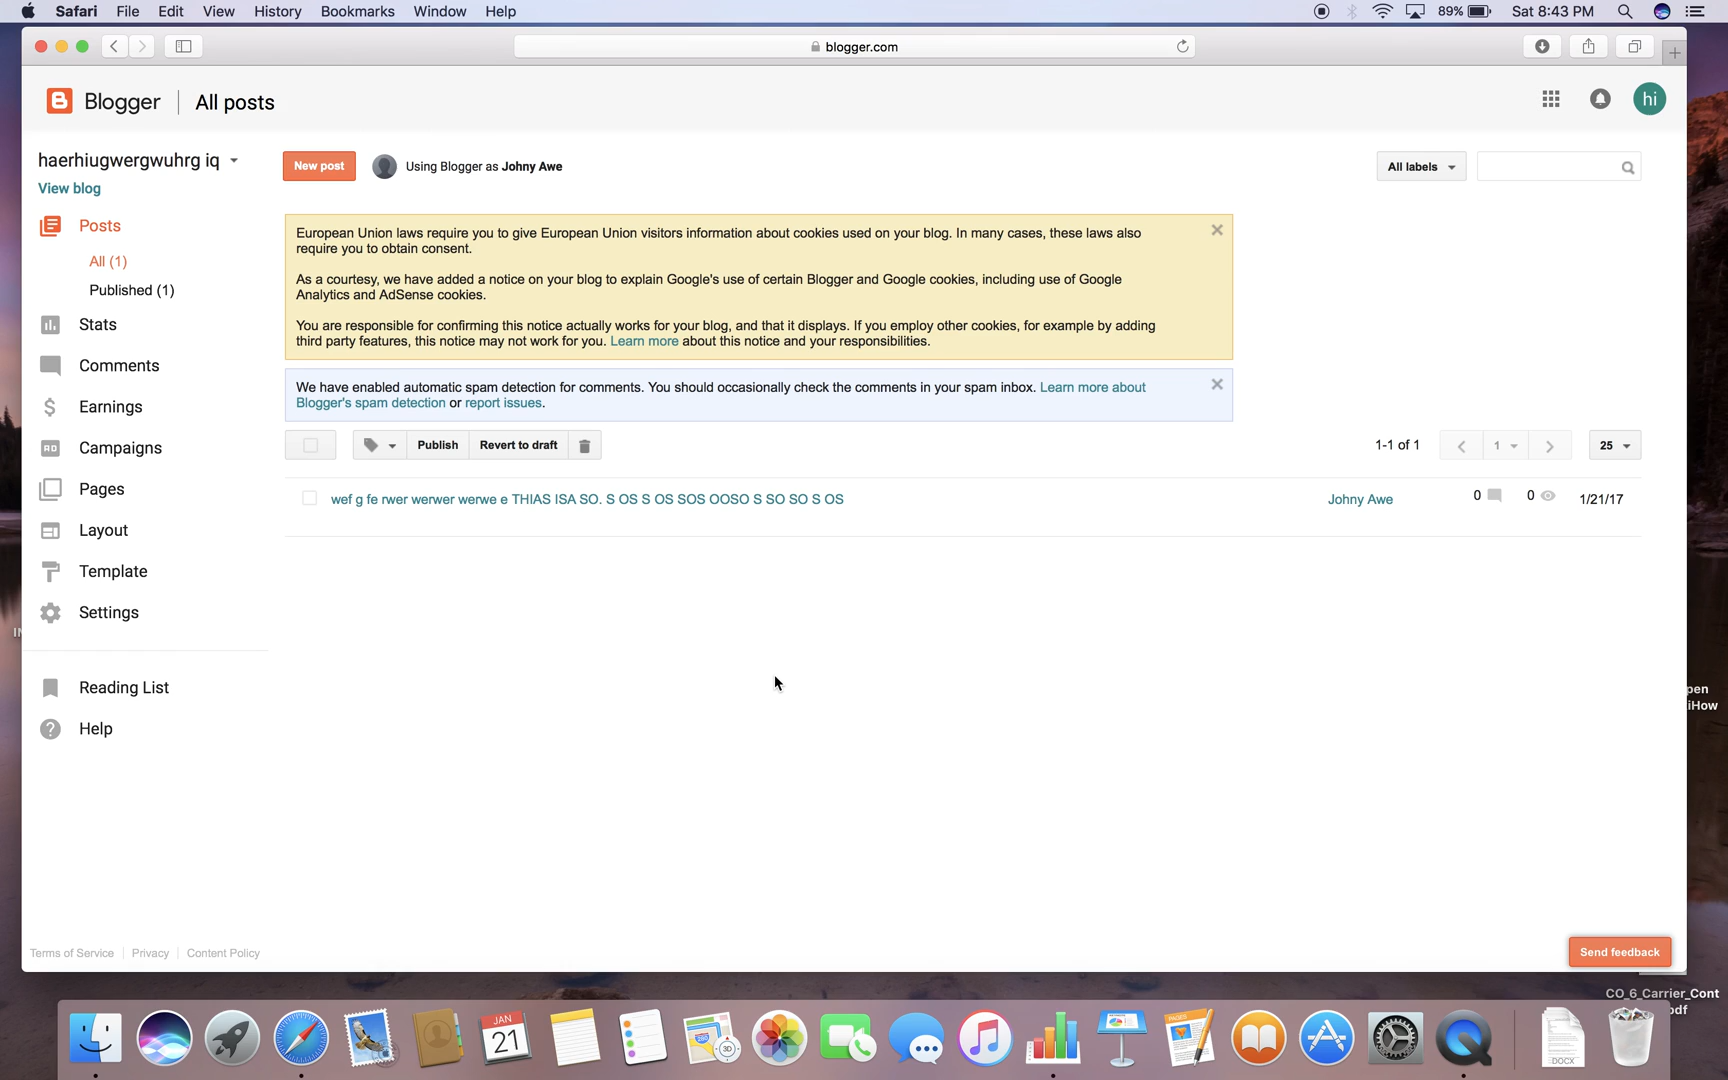 Safari File Edit View History Bookmarks Window Help 89% Sat 8:43 PM
blogger.com
Blogger All posts hi
haerhiugwergwuhrg iq
View blog
New post Using Blogger as Johny Awe All labels
Posts
All (1)
Published (1)
Stats
Comments
Earnings
Campaigns
Pages
Layout
Template
Settings
Reading List
Help
European Union laws require you to give European Union visitors information about cookies used on your blog. In many cases, these laws also
require you to obtain consent.
As a courtesy, we have added a notice on your blog to explain Google's use of certain Blogger and Google cookies, including use of Google
Analytics and AdSense cookies.
You are responsible for confirming this notice actually works for your blog, and that it displays. If you employ other cookies, for example by adding
third party features, this notice may not work for you. Learn more about this notice and your responsibilities.
We have enabled automatic spam detection for comments. You should occasionally check the comments in your spam inbox. Learn more about
Blogger's spam detection or report issues.
Publish Revert to draft 1-1 of 1 1 25
wef g fe rwer werwer werwe e THIAS ISA SO. S OS S OS SOS OOSO S SO SO S OS Johny Awe 0 0 1/21/17
pen
iHow
Terms of Service Privacy Content Policy Send feedback
CO_6_Carrier_Cont
pdf
JAN
21
280
3D
PAGES
DOCX